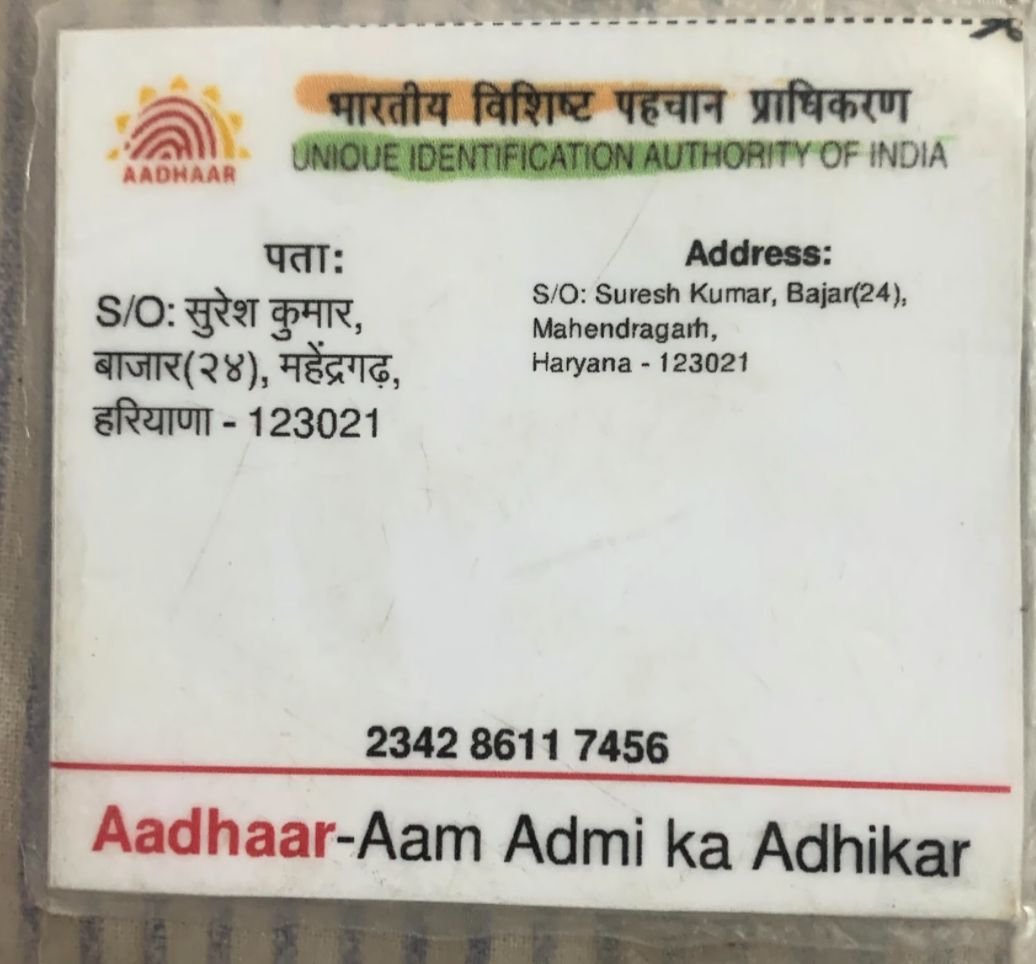 भारतीय विशिष्ट पहचान प्राधिकरण
UNIQUE IDENTIFICATION AUTHORITY OF INDIA
AADHAAR
पता:
S/O: सुरेश कुमार,
बाजार(२४), महेंद्रगढ़,
हरियाणा - 123021
Address:
S/O: Suresh Kumar, Bajar(24),
Mahendragarh,
Haryana - 123021
2342 8611 7456
Aadhaar-Aam Admi ka Adhikar